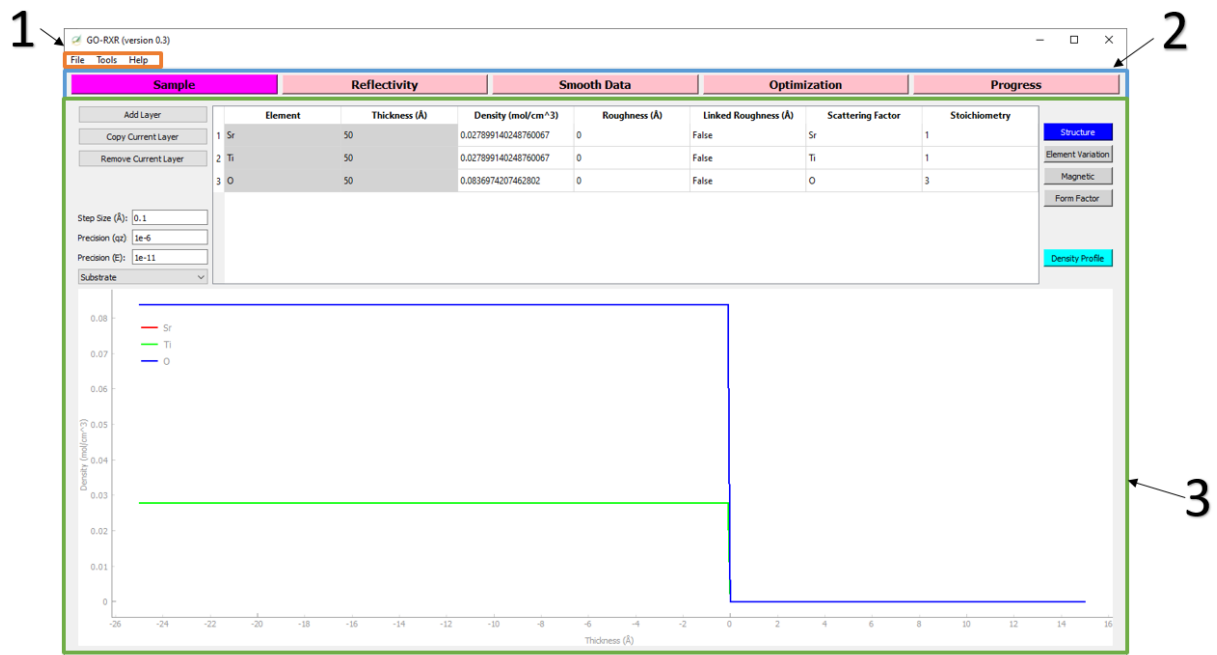 1
2
GO-RXR (version 0.3)
File Tools Help
Sample Reflectivity Smooth Data Optimization Progress
Add Layer
Copy Current Layer
Remove Current Layer
Step Size (Å): 0.1
Precision (qz) 1e-6
Precision (E): 1e-11
Substrate
Element Thickness (Å) Density (mol/cm^3) Roughness (Å) Linked Roughness (Å) Scattering Factor Stoichiometry
1 Sr 50 0.027899140248760067 0 False Sr 1
2 Ti 50 0.027899140248760067 0 False Ti 1
3 O 50 0.0836974207462802 0 False O 3
Structure
Element Variation
Magnetic
Form Factor
Density Profile
Sr
Ti
O
Density (mol/cm^3)
0.08
0.07
0.06
0.05
0.04
0.03
0.02
0.01
0
-26 -24 -22 -20 -18 -16 -14 -12 -10 -8 -6 -4 -2 0 2 4 6 8 10 12 14 16
Thickness (Å)
3